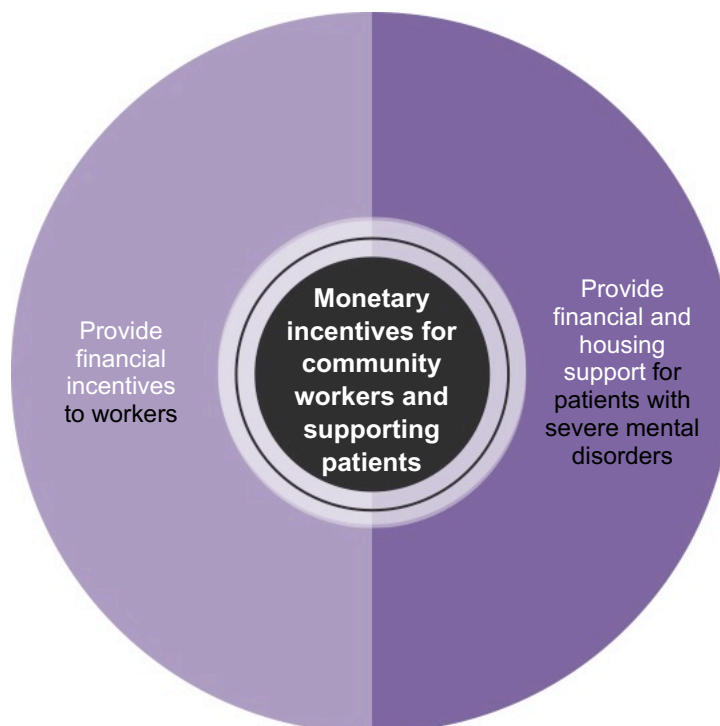 Provide
financial
incentives
to workers
Monetary
incentives for
community
workers and
supporting
patients
Provide
financial and
housing
support for
patients with
severe mental
disorders